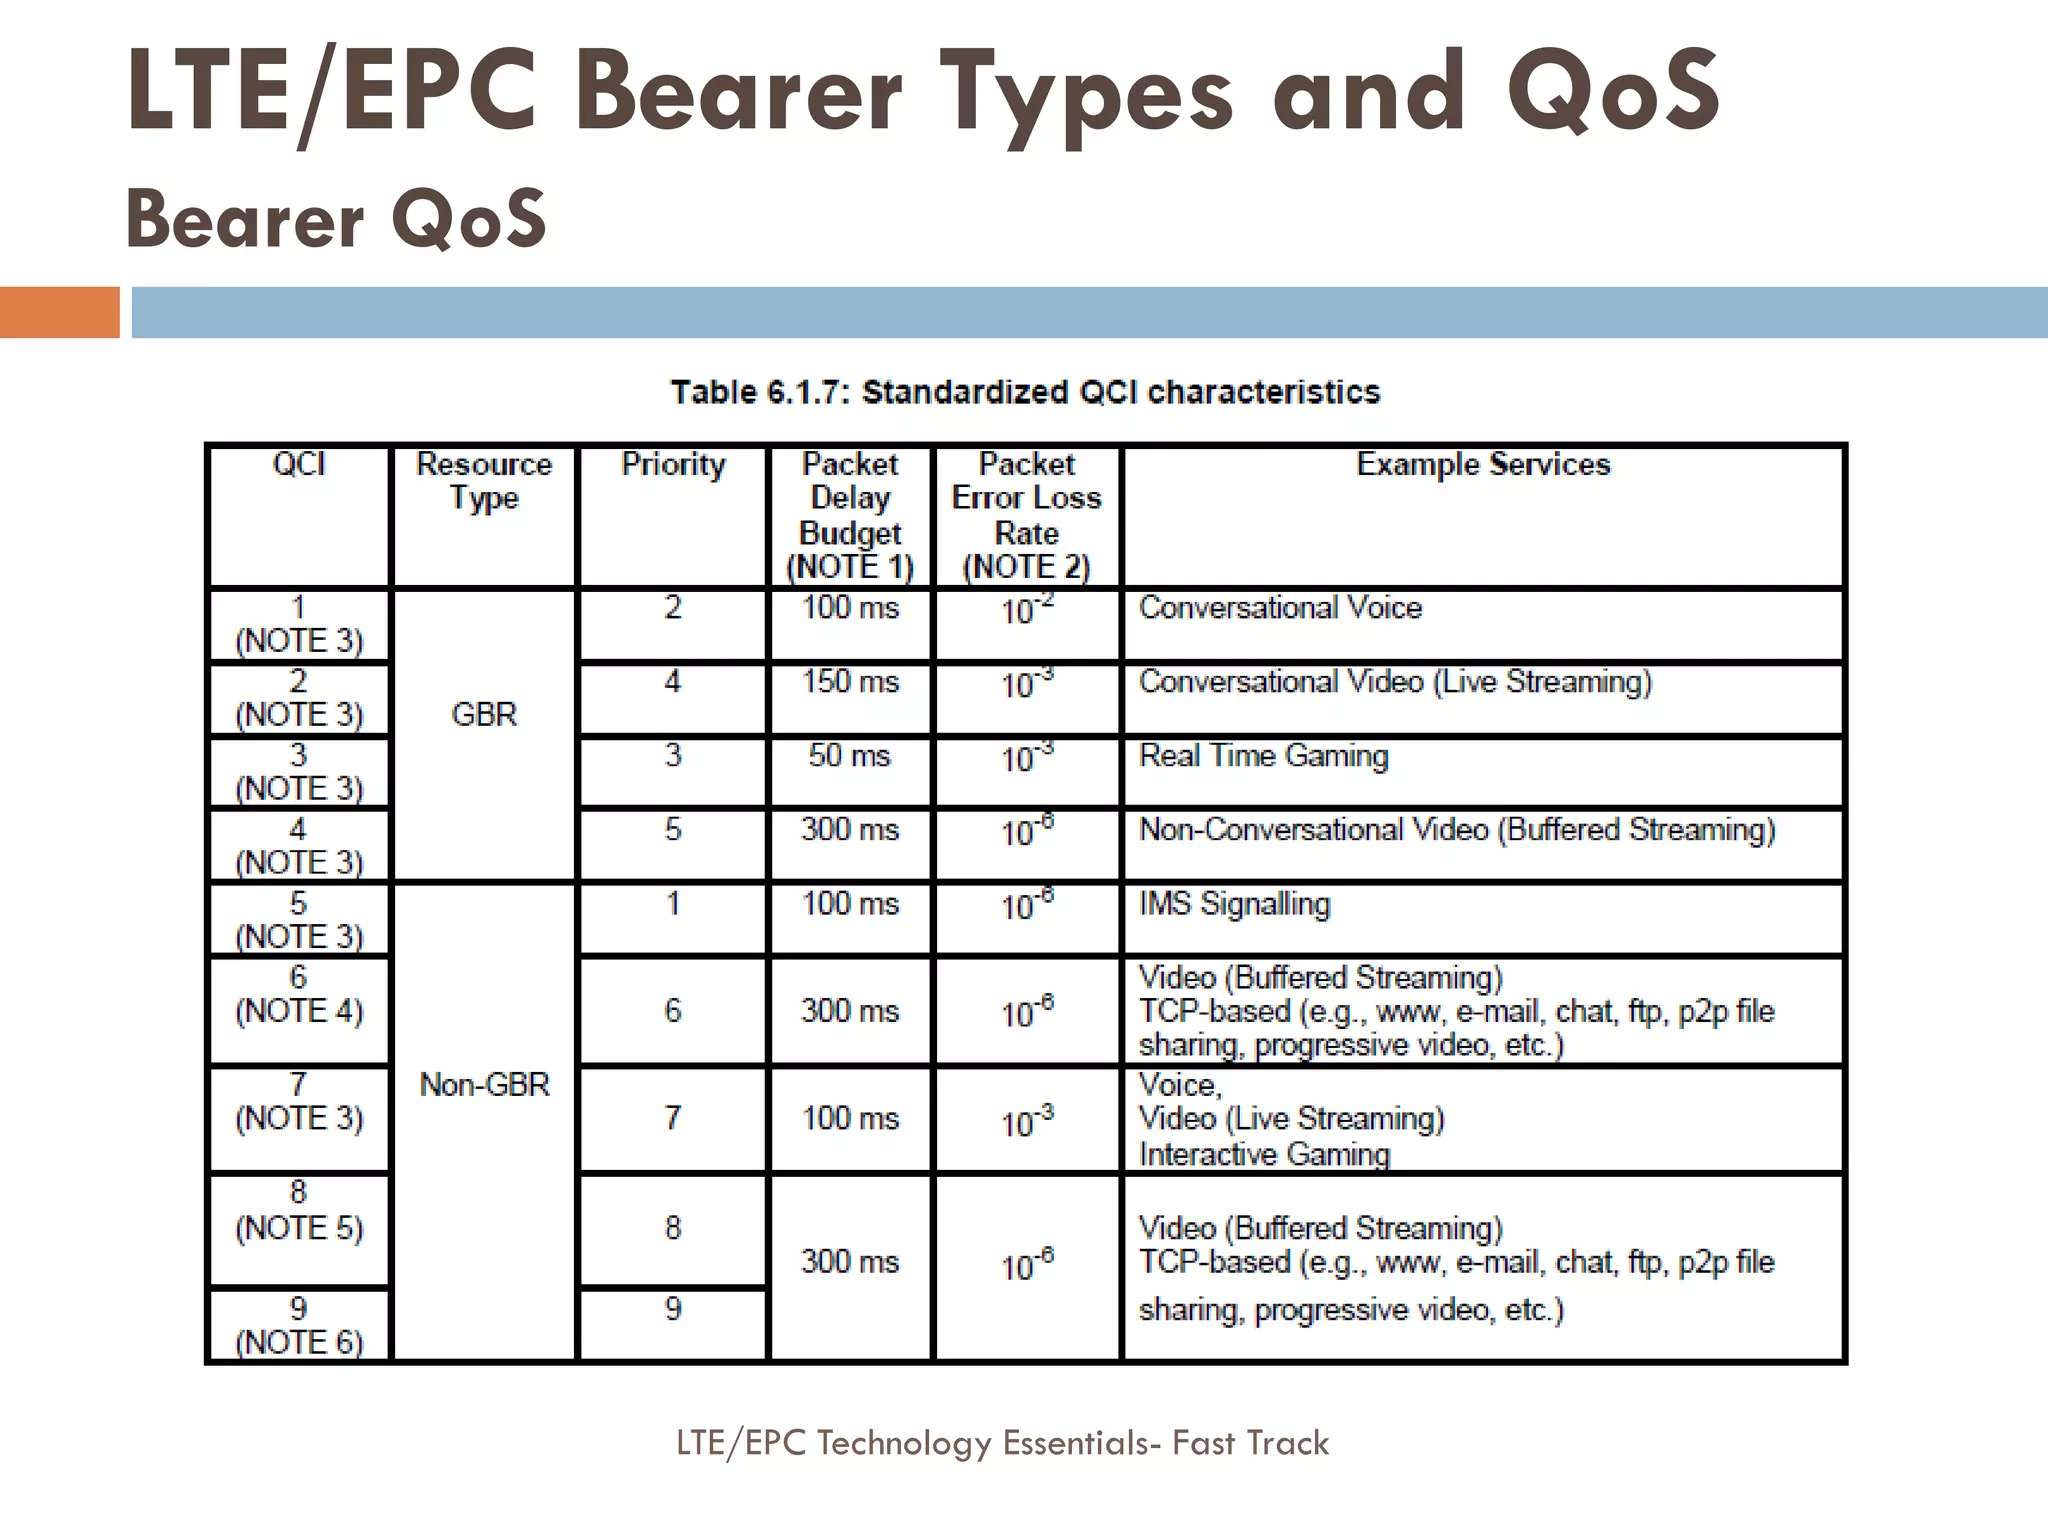 LTE/EPC Bearer Types and QoS
Bearer QoS
Table 6.1.7: Standardized QCI characteristics
QCI
Resource
Type
Priority
Packet
Delay
Budget
(NOTE 1)
Packet
Error Loss
Rate
(NOTE 2)
Example Services
1
(NOTE 3)
GBR
2
100 ms
10⁻²
Conversational Voice
2
(NOTE 3)
4
150 ms
10⁻³
Conversational Video (Live Streaming)
3
(NOTE 3)
3
50 ms
10⁻³
Real Time Gaming
4
(NOTE 3)
5
300 ms
10⁻⁶
Non-Conversational Video (Buffered Streaming)
5
(NOTE 3)
Non-GBR
1
100 ms
10⁻⁶
IMS Signalling
6
(NOTE 4)
6
300 ms
10⁻⁶
Video (Buffered Streaming)
TCP-based (e.g., www, e-mail, chat, ftp, p2p file
sharing, progressive video, etc.)
7
(NOTE 3)
7
100 ms
10⁻³
Voice,
Video (Live Streaming)
Interactive Gaming
8
(NOTE 5)
8
300 ms
10⁻⁶
Video (Buffered Streaming)
TCP-based (e.g., www, e-mail, chat, ftp, p2p file
sharing, progressive video, etc.)
9
(NOTE 6)
9
LTE/EPC Technology Essentials- Fast Track